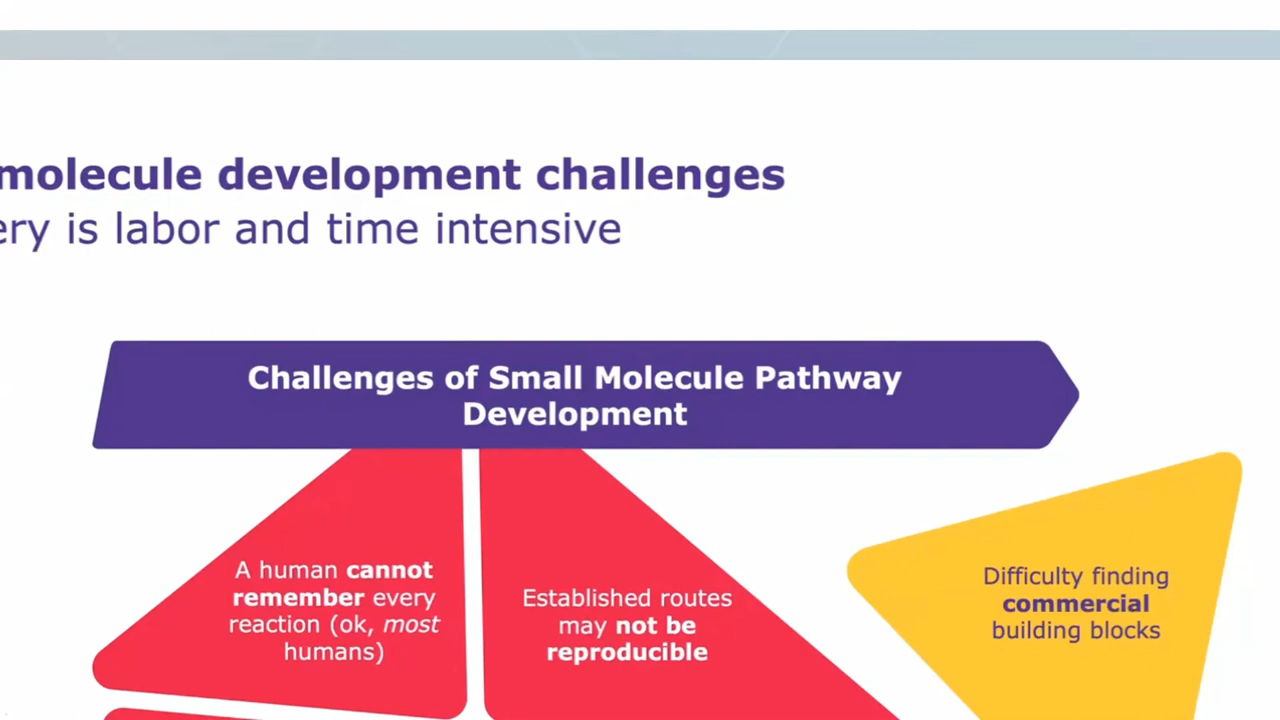 molecule development challenges
ery is labor and time intensive
Challenges of Small Molecule Pathway
Development
A human cannot
remember every
reaction (ok, most
humans)
Established routes
may not be
reproducible
Difficulty finding
commercial
building blocks